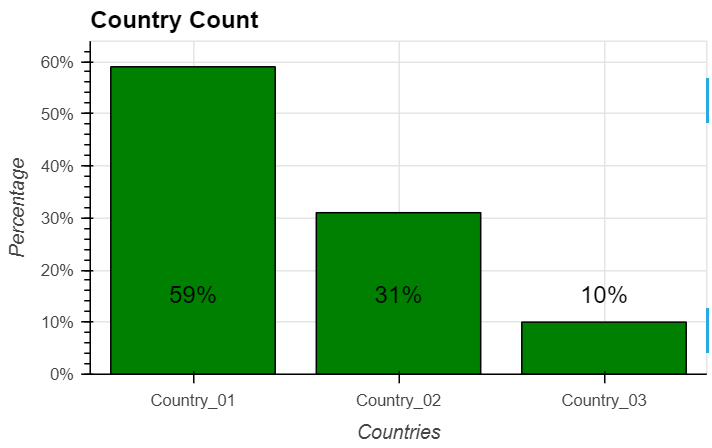 Country Count
Percentage
60%
50%
40%
30%
20%
10%
0%
59%
31%
10%
Country_01
Country_02
Country_03
Countries